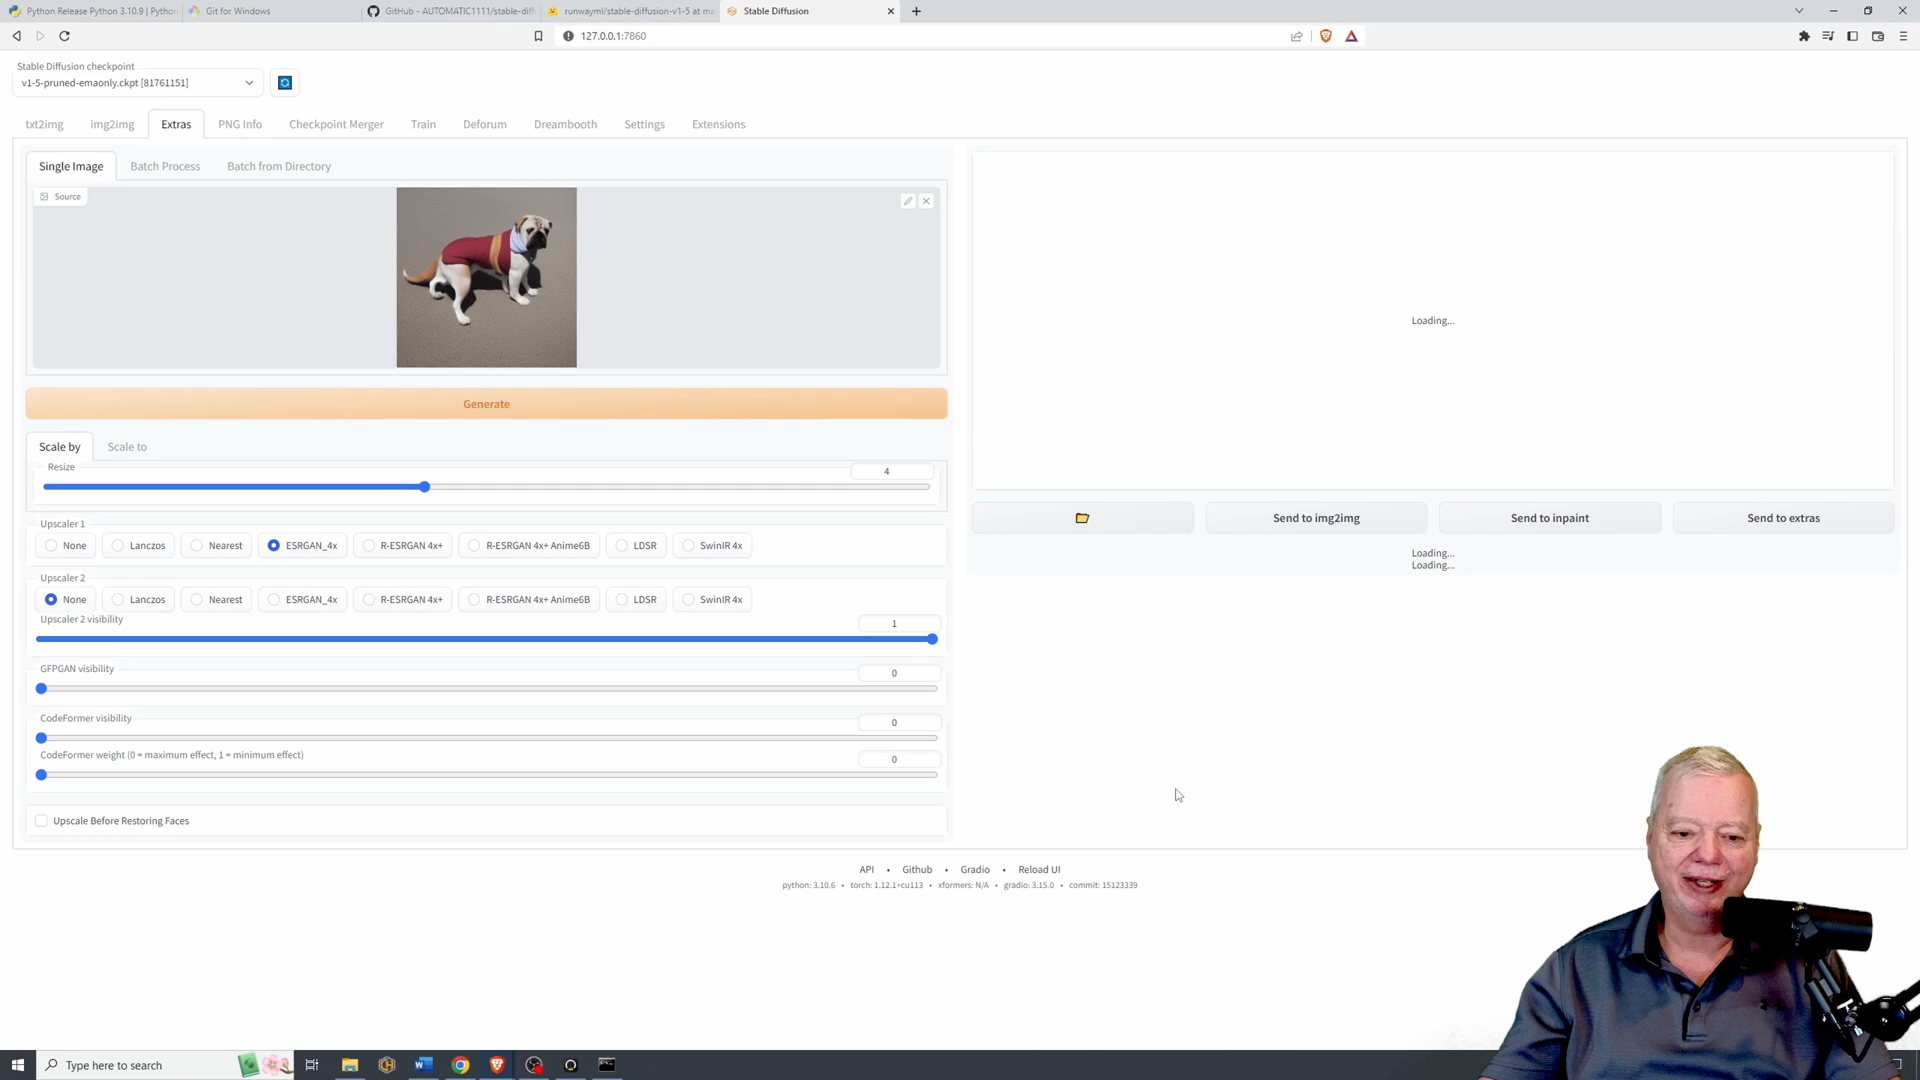 Python Release Python 3.10.9 | Pytho
Git for Windows
GitHub - AUTOMATIC1111/stable-diff
runwayml/stable-diffusion-v1-5 at ma
Stable Diffusion
127.0.0.1:7860
Stable Diffusion checkpoint
v1-5-pruned-emaonly.ckpt [81761151]
txt2img
img2img
Extras
PNG Info
Checkpoint Merger
Train
Deforum
Dreambooth
Settings
Extensions
Single Image
Batch Process
Batch from Directory
Source
Loading...
Generate
Scale by
Scale to
Resize
4
Send to img2img
Send to inpaint
Send to extras
Loading...
Loading...
Upscaler 1
None
Lanczos
Nearest
ESRGAN_4x
R-ESRGAN 4x+
R-ESRGAN 4x+ Anime6B
LDSR
SwinIR 4x
Upscaler 2
None
Lanczos
Nearest
ESRGAN_4x
R-ESRGAN 4x+
R-ESRGAN 4x+ Anime6B
LDSR
SwinIR 4x
Upscaler 2 visibility
1
GFPGAN visibility
0
CodeFormer visibility
0
CodeFormer weight (0 = maximum effect, 1 = minimum effect)
0
Upscale Before Restoring Faces
API • Github • Gradio • Reload UI
python: 3.10.6 • torch: 1.12.1+cu113 • xformers: N/A • gradio: 3.15.0 • commit: 15123339
Type here to search